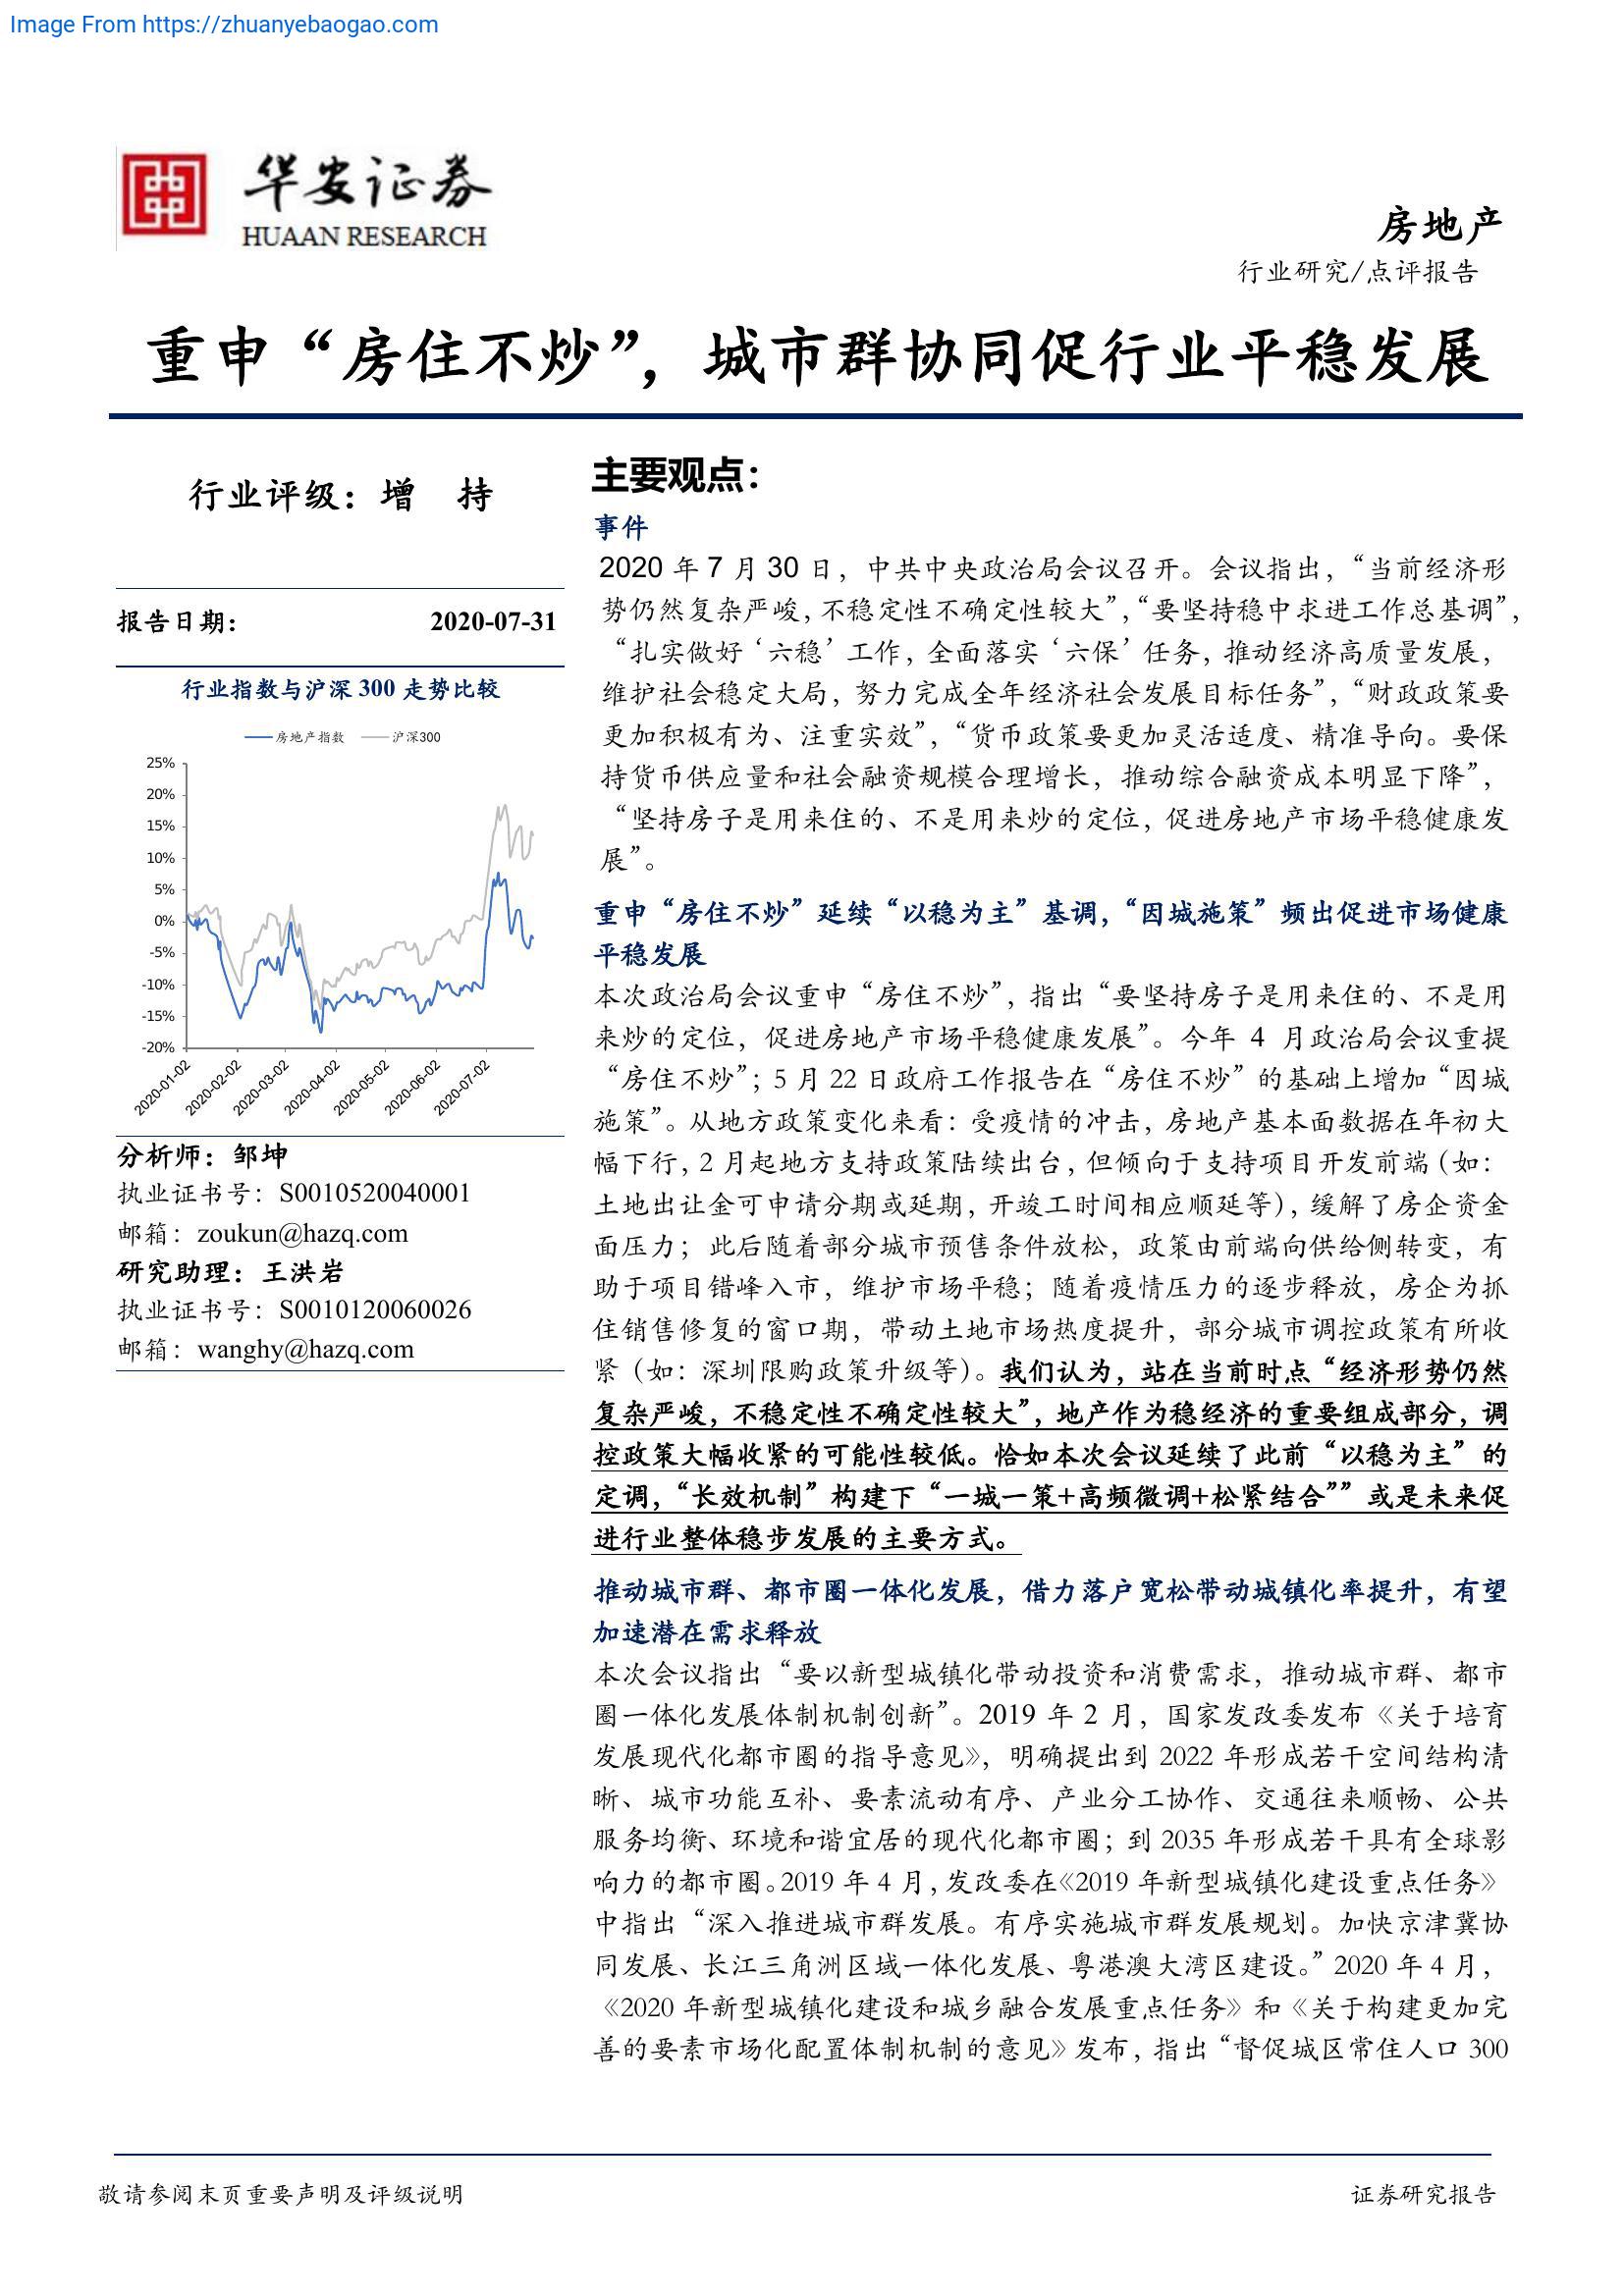 Image From https://zhuanyebaogao.com
华安证券
HUAAN RESEARCH
房地产
行业研究/点评报告
重申“房住不炒”，城市群协同促行业平稳发展
行业评级：增 持
报告日期： 2020-07-31
行业指数与沪深 300 走势比较
房地产指数 沪深300
25%
20%
15%
10%
5%
0%
-5%
-10%
-15%
-20%
2020-01-02
2020-02-02
2020-03-02
2020-04-02
2020-05-02
2020-06-02
2020-07-02
分析师：邹坤
执业证书号：S0010520040001
邮箱：zoukun@hazq.com
研究助理：王洪岩
执业证书号：S0010120060026
邮箱：wanghy@hazq.com
主要观点：
事件
2020 年 7 月 30 日，中共中央政治局会议召开。会议指出，“当前经济形
势仍然复杂严峻，不稳定性不确定性较大”，“要坚持稳中求进工作总基调”，
“扎实做好‘六稳’工作，全面落实‘六保’任务，推动经济高质量发展，
维护社会稳定大局，努力完成全年经济社会发展目标任务”，“财政政策要
更加积极有为、注重实效”，“货币政策要更加灵活适度、精准导向。要保
持货币供应量和社会融资规模合理增长，推动综合融资成本明显下降”，
“坚持房子是用来住的、不是用来炒的定位，促进房地产市场平稳健康发
展”。
重申“房住不炒”延续“以稳为主”基调，“因城施策”频出促进市场健康
平稳发展
本次政治局会议重申“房住不炒”，指出“要坚持房子是用来住的、不是用
来炒的定位，促进房地产市场平稳健康发展”。今年 4 月政治局会议重提
“房住不炒”；5 月 22 日政府工作报告在“房住不炒”的基础上增加“因城
施策”。从地方政策变化来看：受疫情的冲击，房地产基本面数据在年初大
幅下行，2 月起地方支持政策陆续出台，但倾向于支持项目开发前端（如：
土地出让金可申请分期或延期，开竣工时间相应顺延等），缓解了房企资金
面压力；此后随着部分城市预售条件放松，政策由前端向供给侧转变，有
助于项目错峰入市，维护市场平稳；随着疫情压力的逐步释放，房企为抓
住销售修复的窗口期，带动土地市场热度提升，部分城市调控政策有所收
紧（如：深圳限购政策升级等）。我们认为，站在当前时点“经济形势仍然
复杂严峻，不稳定性不确定性较大”，地产作为稳经济的重要组成部分，调
控政策大幅收紧的可能性较低。恰如本次会议延续了此前“以稳为主”的
定调，“长效机制”构建下“一城一策+高频微调+松紧结合””或是未来促
进行业整体稳步发展的主要方式。
推动城市群、都市圈一体化发展，借力落户宽松带动城镇化率提升，有望
加速潜在需求释放
本次会议指出“要以新型城镇化带动投资和消费需求，推动城市群、都市
圈一体化发展体制机制创新”。2019 年 2 月，国家发改委发布《关于培育
发展现代化都市圈的指导意见》，明确提出到 2022 年形成若干空间结构清
晰、城市功能互补、要素流动有序、产业分工协作、交通往来顺畅、公共
服务均衡、环境和谐宜居的现代化都市圈；到 2035 年形成若干具有全球影
响力的都市圈。2019 年 4 月，发改委在《2019 年新型城镇化建设重点任务》
中指出“深入推进城市群发展。有序实施城市群发展规划。加快京津冀协
同发展、长江三角洲区域一体化发展、粤港澳大湾区建设。”2020 年 4 月，
《2020 年新型城镇化建设和城乡融合发展重点任务》和《关于构建更加完
善的要素市场化配置体制机制的意见》发布，指出“督促城区常住人口 300
敬请参阅末页重要声明及评级说明 证券研究报告